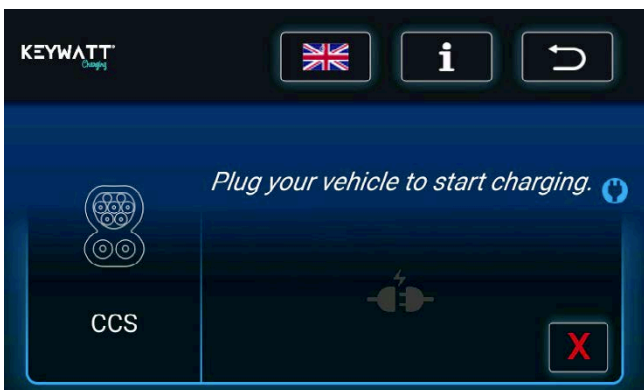 KEYWATT
Charging
i
Plug your vehicle to start charging.
CCS
X